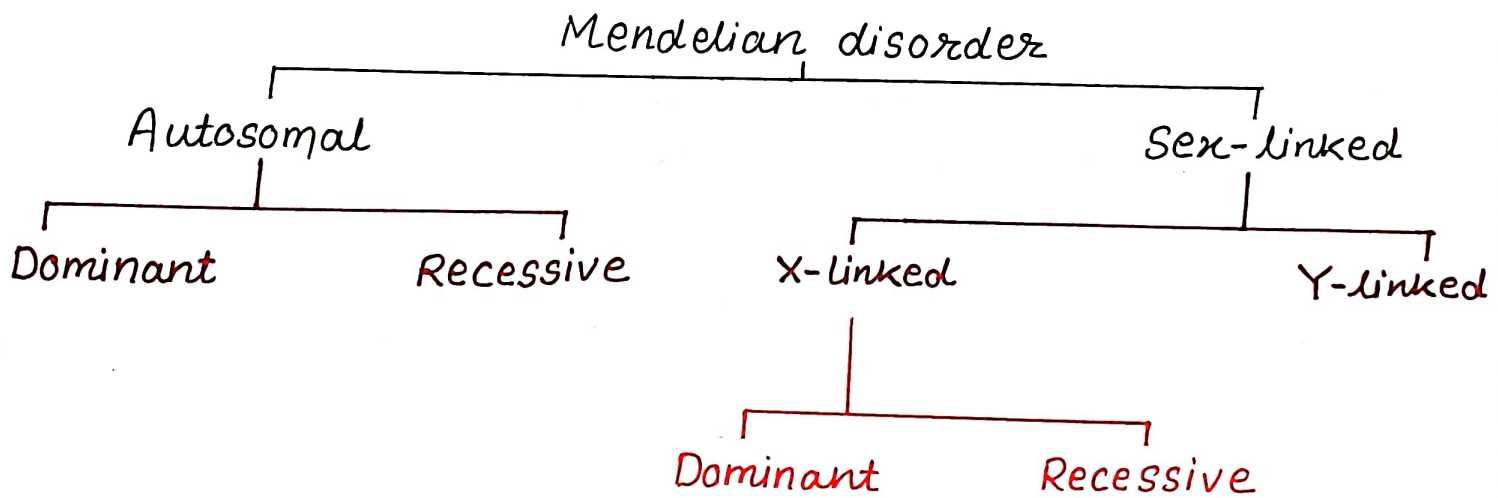 Mendelian disorder
Autosomal
Sex-linked
Dominant
Recessive
X-linked
Y-linked
Dominant
Recessive